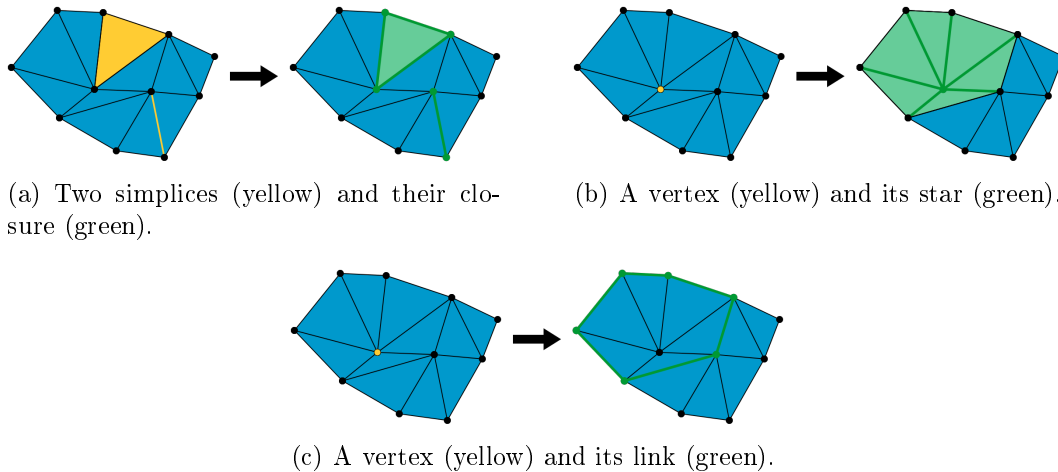 (a) Two simplices (yellow) and their clo-
sure (green).
(b) A vertex (yellow) and its star (green).
(c) A vertex (yellow) and its link (green).